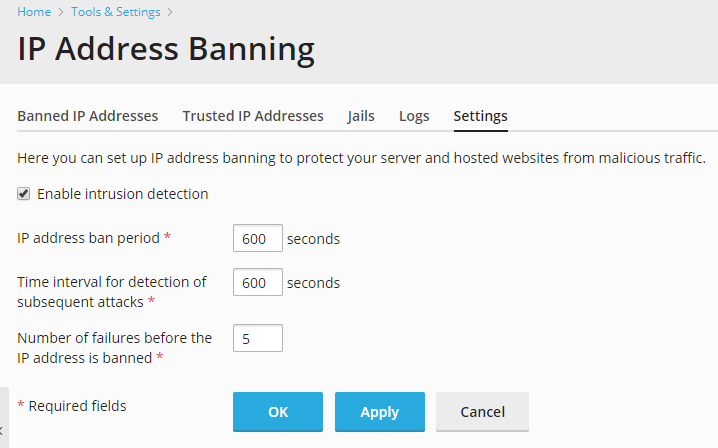 Home > Tools & Settings >
IP Address Banning
Banned IP Addresses Trusted IP Addresses Jails Logs Settings
Here you can set up IP address banning to protect your server and hosted websites from malicious traffic.
Enable intrusion detection
IP address ban period * 600 seconds
Time interval for detection of 600 seconds
subsequent attacks *
Number of failures before the 5
IP address is banned *
* Required fields OK Apply Cancel